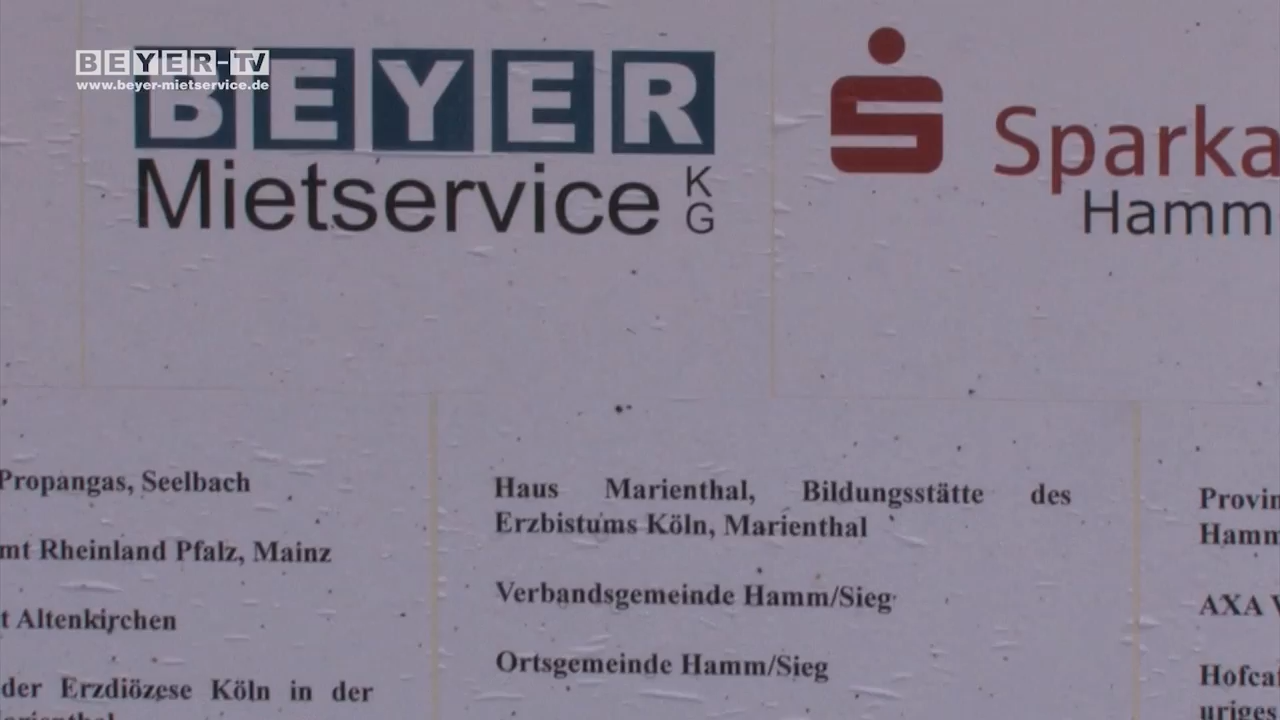 BEYER-TV
www.beyer-mietservice.de
BEYER
Mietservice KG
Sparka
Hamm
Propangas, Seelbach
mt Rheinland Pfalz, Mainz
t Altenkirchen
der Erzdiözese Köln in der
Haus Marienthal, Bildungsstätte des
Erzbistums Köln, Marienthal
Verbandsgemeinde Hamm/Sieg
Ortsgemeinde Hamm/Sieg
Provin
Hamm
AXA
Hofca
uriges